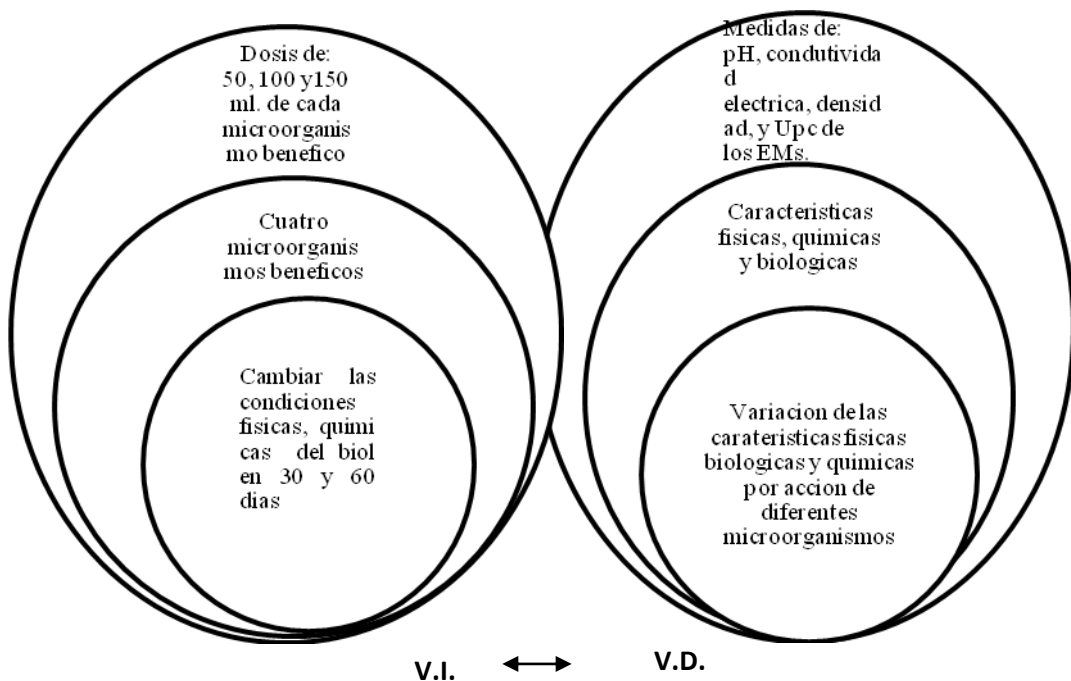 Dosis de:
50, 100 y150
ml. de cada
microorganis
mo benefico
Cuatro
microorganis
mos beneficos
Cambiar las
condiciones
fisicas, quimi
cas del biol
en 30 y 60
dias
Medidas de:
pH, condutivida
d
electrica, densid
ad, y Upc de
los EMs.
Caracteristicas
fisicas, quimicas
y biologicas
Variacion de las
carateristicas fisicas
biologicas y quimicas
por accion de
diferentes
microorganismos
V.I.
V.D.